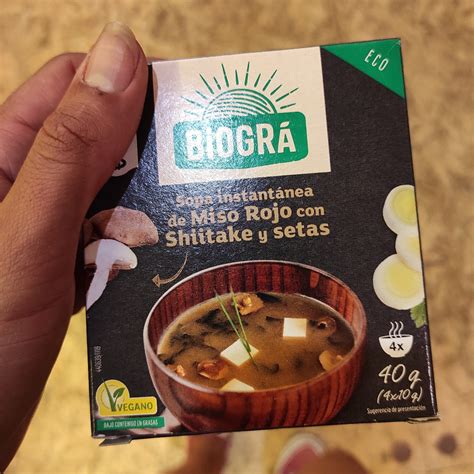 ECO
BIOGRÁ
Sopa instantánea
de Miso Rojo con
Shiitake y setas
4x
40 g
(4x10g)
Sugerencia de presentación
VEGANO
BAJO CONTENIDO EN GRASAS